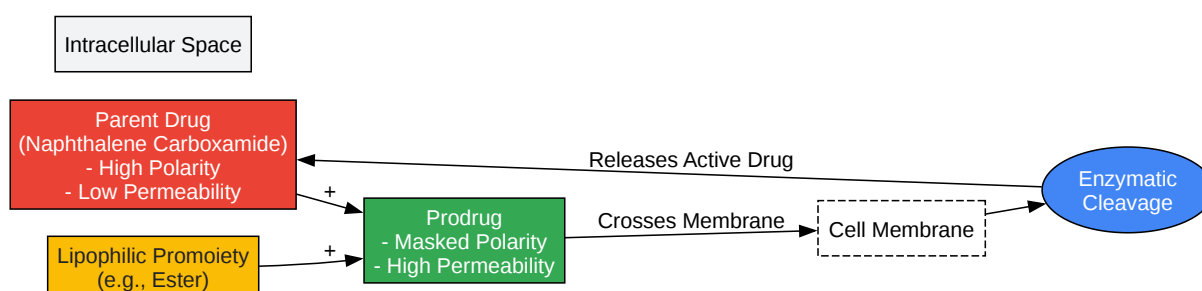 Intracellular Space
Parent Drug
(Naphthalene Carboxamide)
- High Polarity
- Low Permeability
+
Lipophilic Promoiety
(e.g., Ester)
+
Prodrug
- Masked Polarity
- High Permeability
Releases Active Drug
Crosses Membrane
Cell Membrane
Enzymatic
Cleavage